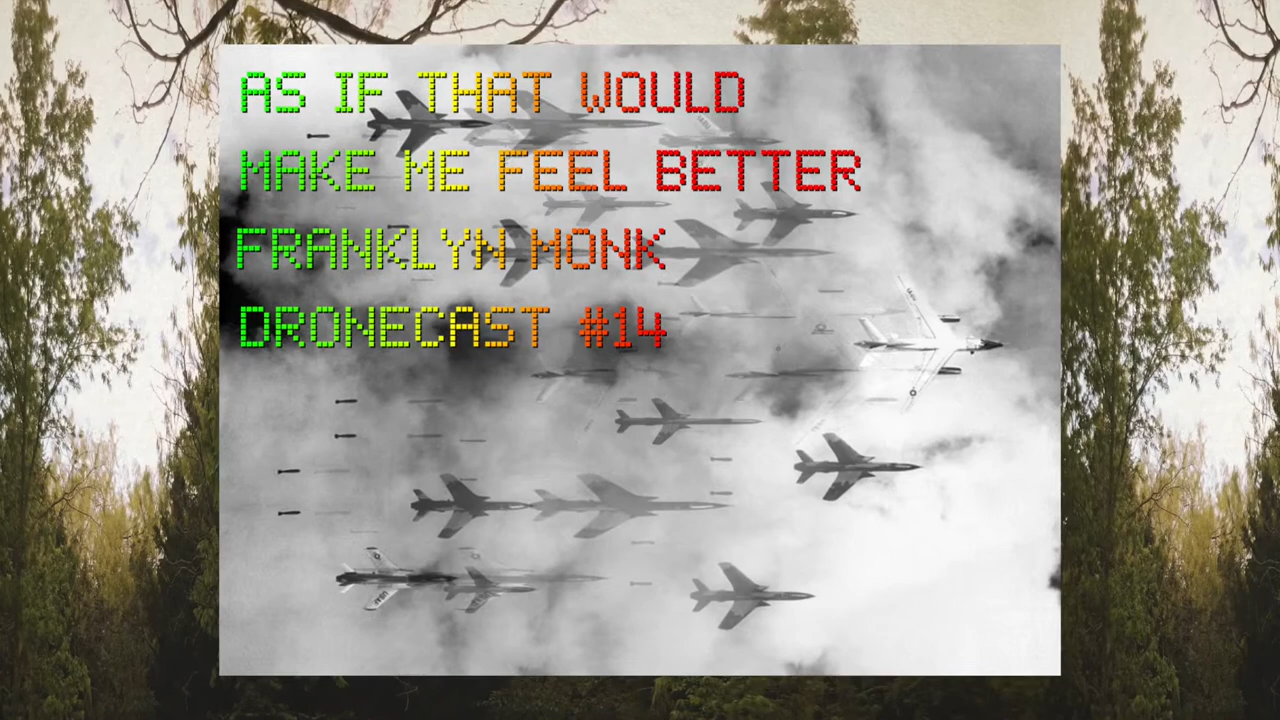 AS IF THAT WOULD
MAKE ME FEEL BETTER
FRANKLYN MONK
DRONECAST #14